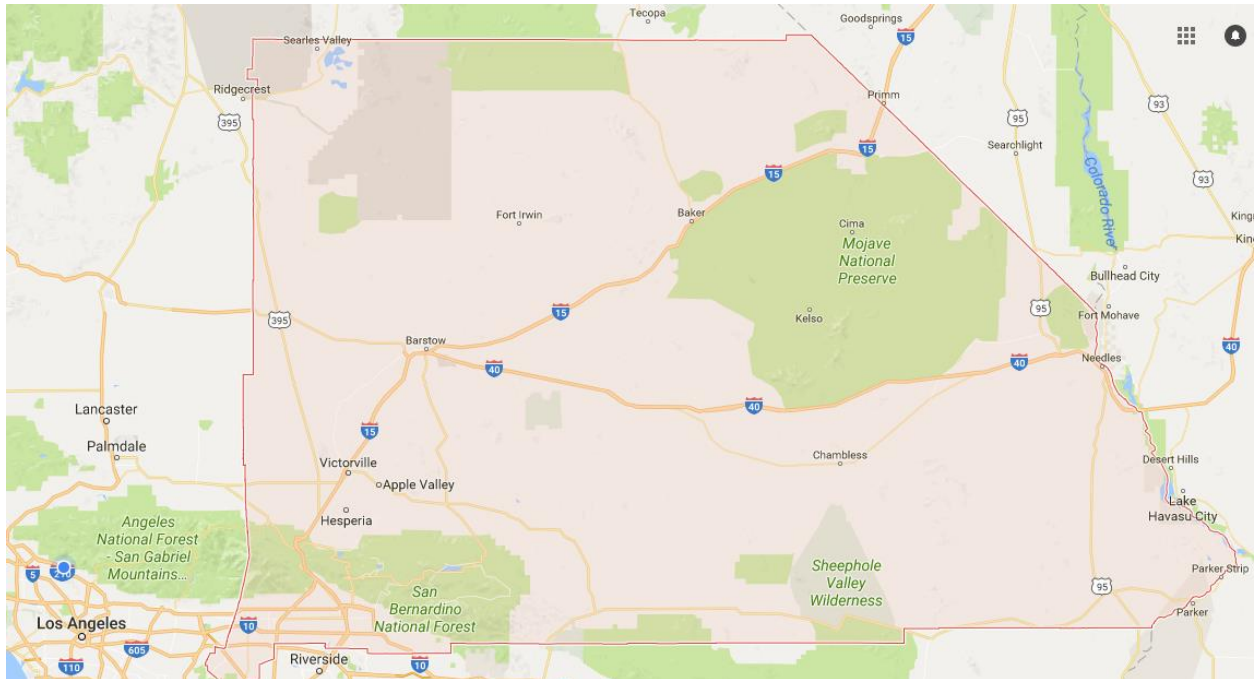 Tecopa
Goodsprings
Searles Valley
15
Ridgecrest
Primm
93
395
95
Searchlight
15
15
93
Colorado River
Fort Irwin
Baker
Cima
King
Mojave
National
Preserve
Kin
Bullhead City
395
15
Kelso
95
Fort Mohave
Barstow
40
40
Needles
40
40
Lancaster
15
Palmdale
Chambless
Desert Hills
Victorville
Apple Valley
Lake
Havasu City
Hesperia
Angeles
National Forest
- San Gabriel
Mountains...
5
210
Sheephole
Valley
Wilderness
Parker Strip
95
San
Bernardino
National Forest
Parker
Los Angeles
10
605
Riverside
110
10